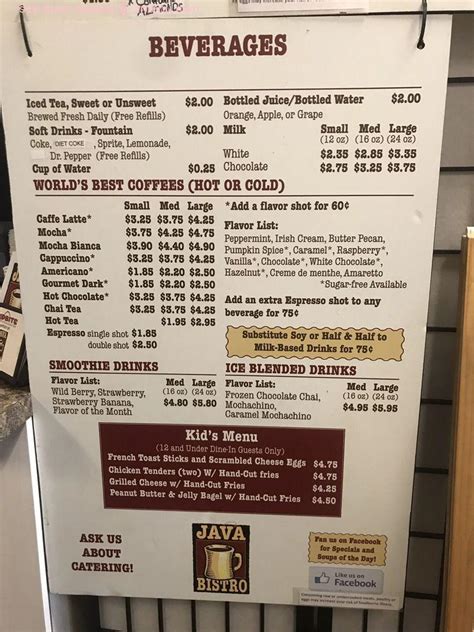 ALMONDS
BEVERAGES
Iced Tea, Sweet or Unsweet $2.00
Brewed Fresh Daily (Free Refills)
Soft Drinks - Fountain $2.00
Coke, DIET COKE , Sprite, Lemonade,
Dr. Pepper (Free Refills)
Cup of Water $0.25
Bottled Juice/Bottled Water $2.00
Orange, Apple, or Grape
Milk Small Med Large
(12 oz) (16 oz) (24 oz)
White $2.35 $2.85 $3.35
Chocolate $2.75 $3.25 $3.75
WORLD'S BEST COFFEES (HOT OR COLD)
Small Med Large
Caffe Latte* $3.25 $3.75 $4.25
Mocha* $3.25 $3.75 $4.25
Mocha Bianca $3.90 $4.40 $4.90
Cappuccino* $3.25 $3.75 $4.25
Americano* $1.85 $2.20 $2.50
Gourmet Dark* $1.85 $2.20 $2.50
Hot Chocolate* $3.25 $3.75 $4.25
Chai Tea $3.25 $3.75 $4.25
Hot Tea $1.95 $2.95
Espresso single shot $1.85
double shot $2.50
*Add a flavor shot for 60¢
Flavor List:
Peppermint, Irish Cream, Butter Pecan,
Pumpkin Spice*, Caramel*, Raspberry*,
Vanilla*, Chocolate*, White Chocolate*,
Hazelnut*, Creme de menthe, Amaretto
*Sugar-free Available
Add an extra Espresso shot to any
beverage for 75¢
Substitute Soy or Half & Half to
Milk-Based Drinks for 75¢
SMOOTHIE DRINKS
Flavor List: Med Large
(16 oz) (24 oz)
Wild Berry, Strawberry,
Strawberry Banana, $4.80 $5.80
Flavor of the Month
ICE BLENDED DRINKS
Flavor List: Med Large
(16 oz) (24 oz)
Frozen Chocolate Chai,
Mochachino, $4.95 $5.95
Caramel Mochachino
Kid's Menu
(12 and Under Dine-In Guests Only)
French Toast Sticks and Scrambled Cheese Eggs $4.75
Chicken Tenders (two) W/ Hand-Cut fries $4.75
Grilled Cheese w/ Hand-Cut Fries $4.25
Peanut Butter & Jelly Bagel w/ Hand-Cut Fries $4.50
ASK US
ABOUT
CATERING!
JAVA
BISTRO
Fan us on Facebook
for Specials and
Soups of the Day!
Like us on
Facebook